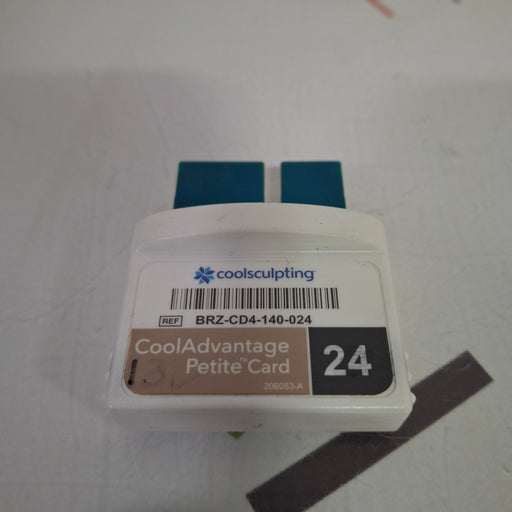 coolsculpting
REF BRZ-CD4-140-024
CoolAdvantage
Petite™ Card
24
206053-A